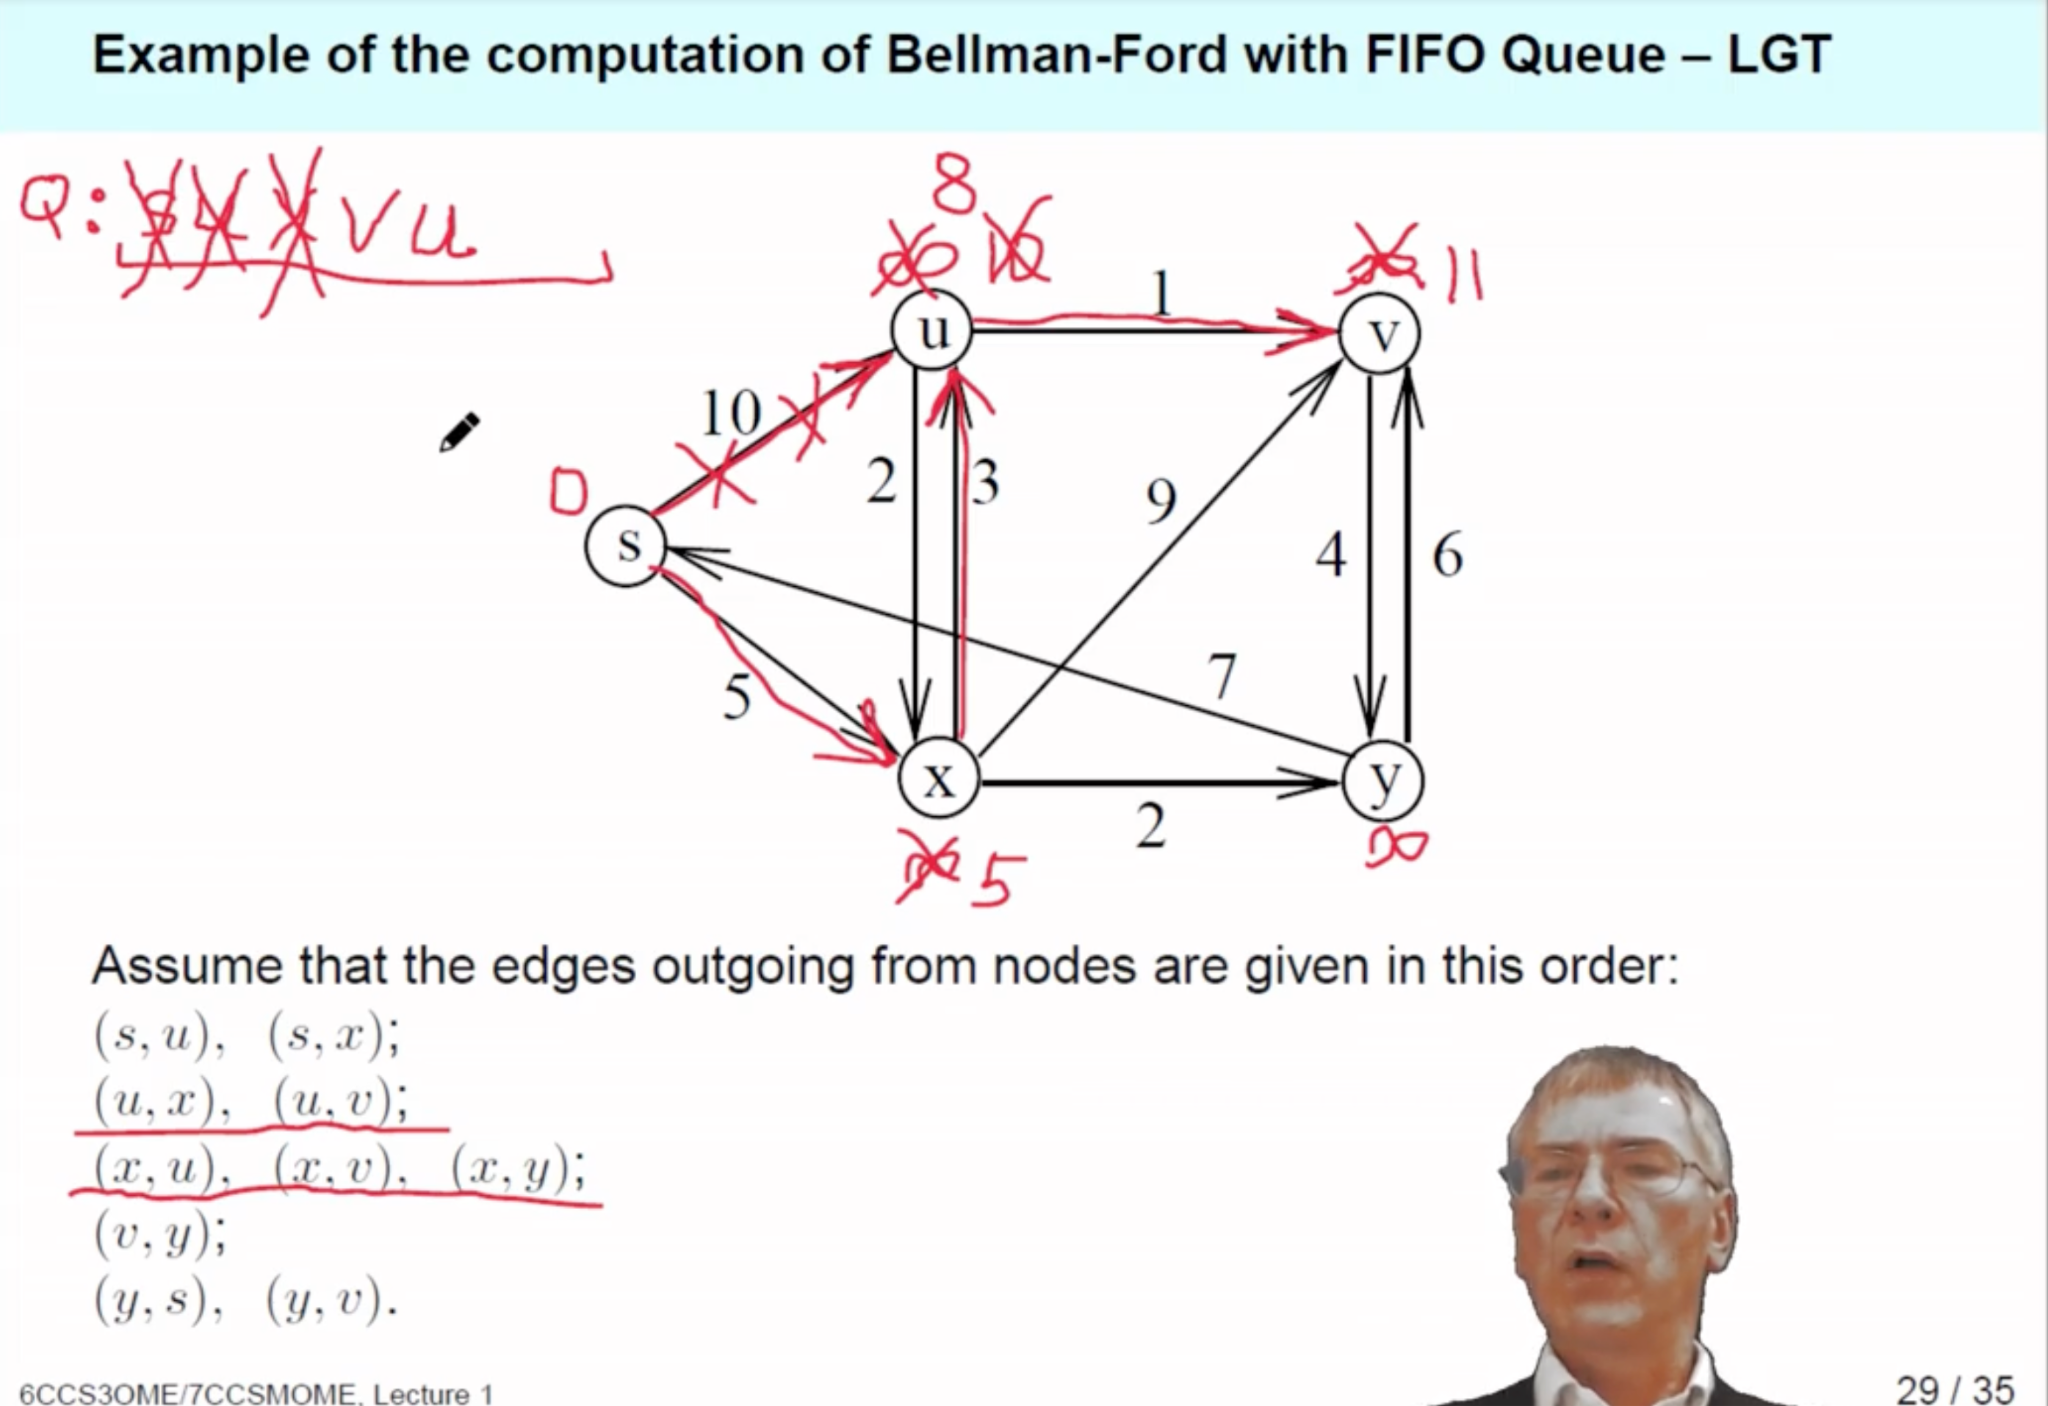 Example of the computation of Bellman-Ford with FIFO Queue – LGT
Q: s u x v u
8
∞ 10
∞ 11
1
u
v
10
2
3
9
4
6
0
s
7
5
x
y
2
∞ 5
∞
Assume that the edges outgoing from nodes are given in this order:
(s, u), (s, x);
(u, x), (u, v);
(x, u), (x, v), (x, y);
(v, y);
(y, s), (y, v).
6CCS3OME/7CCSMOME, Lecture 1
29 / 35